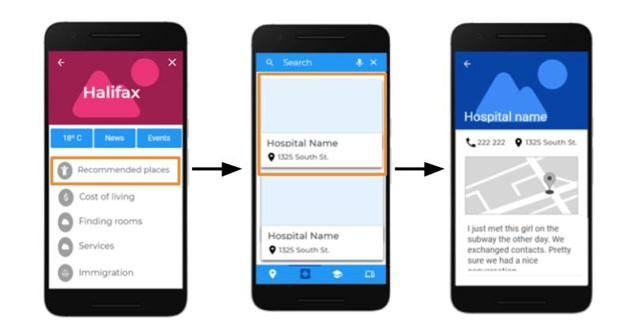 Halifax
18º C News Events
Recommended places
Cost of living
Finding rooms
Services
Immigration
Search
Hospital Name
1325 South St.
Hospital Name
1325 South St.
Hospital name
222 222 1325 South St.
I just met this girl on the
subway the other day. We
exchanged contacts. Pretty
sure we had a nice